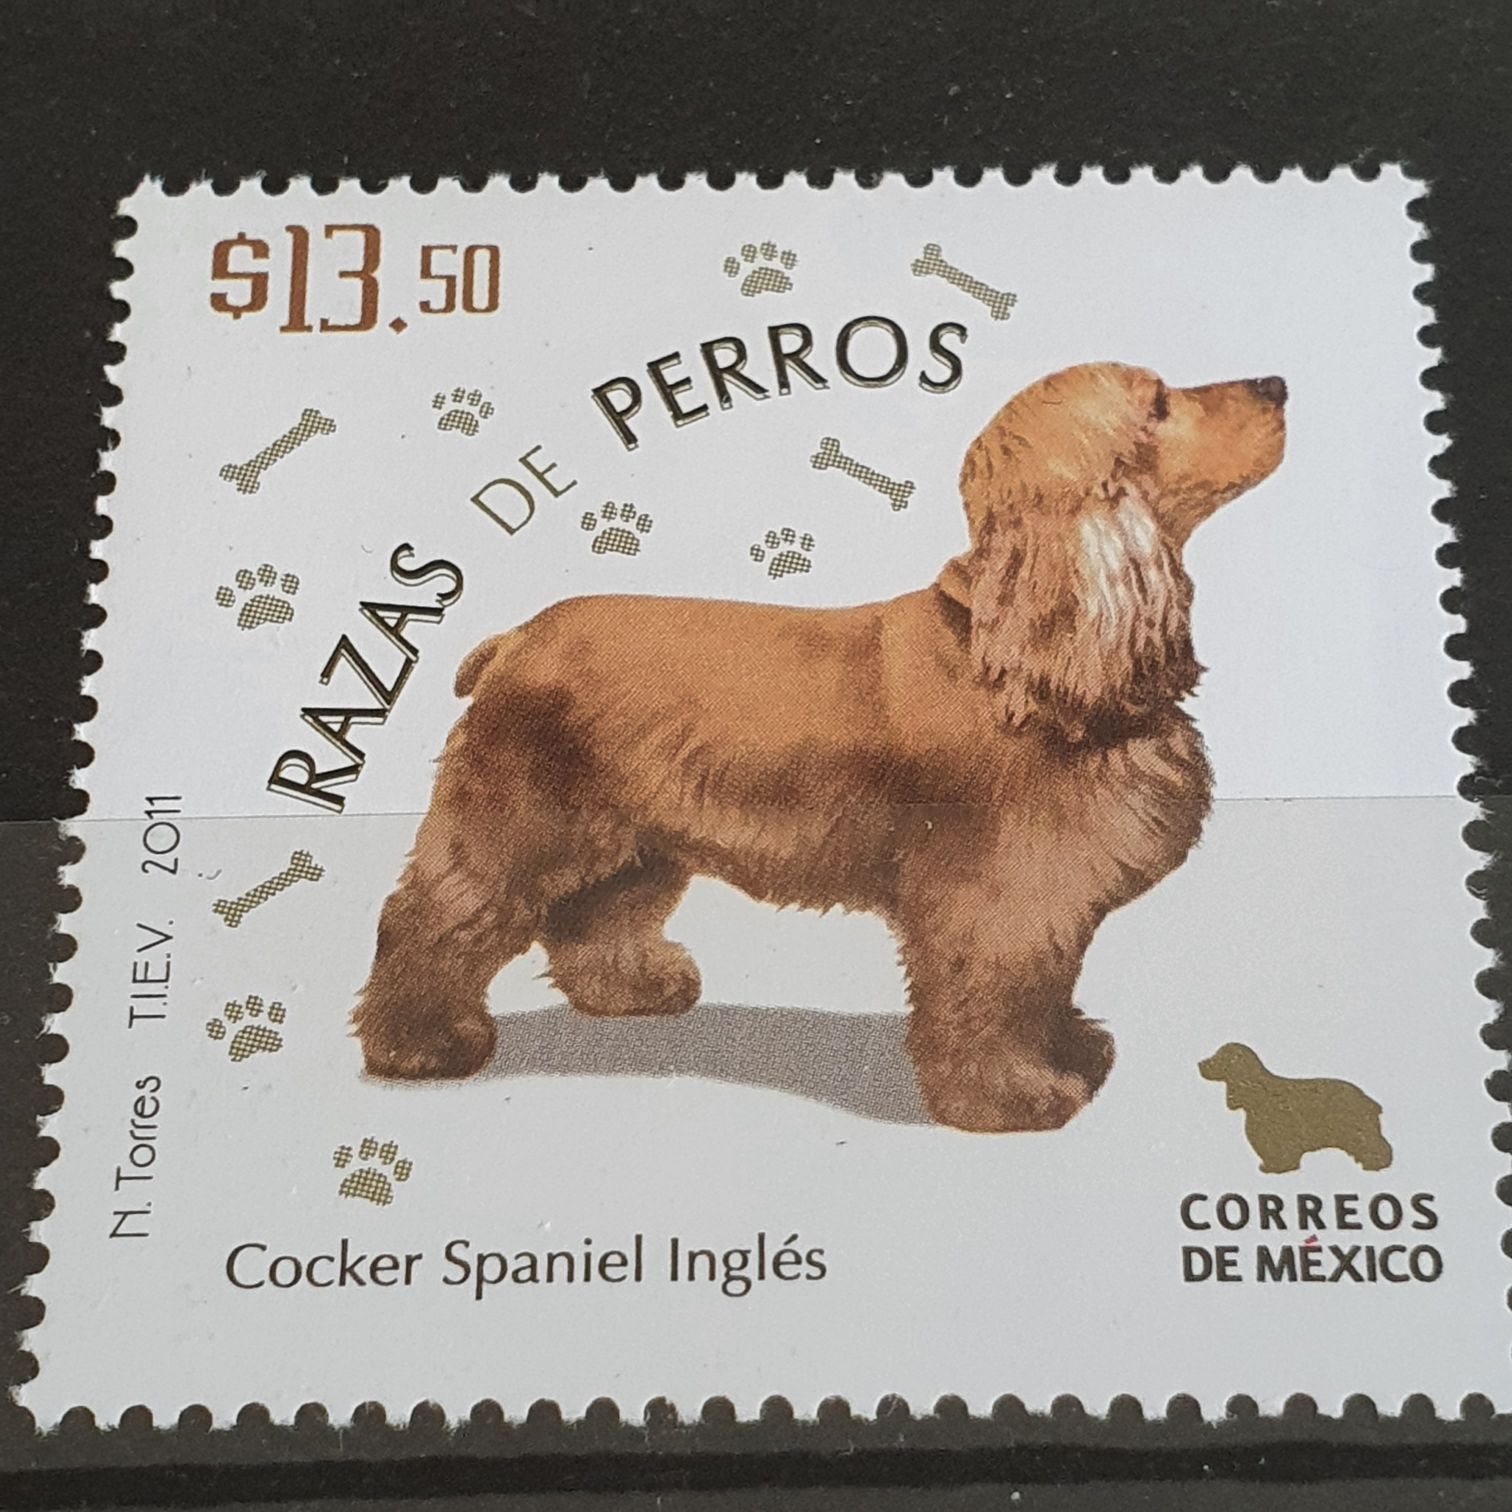 $13.50
RAZAS DE PERROS
N. Torres T.I.E.V. 2011
Cocker Spaniel Inglés
CORREOS
DE MÉXICO